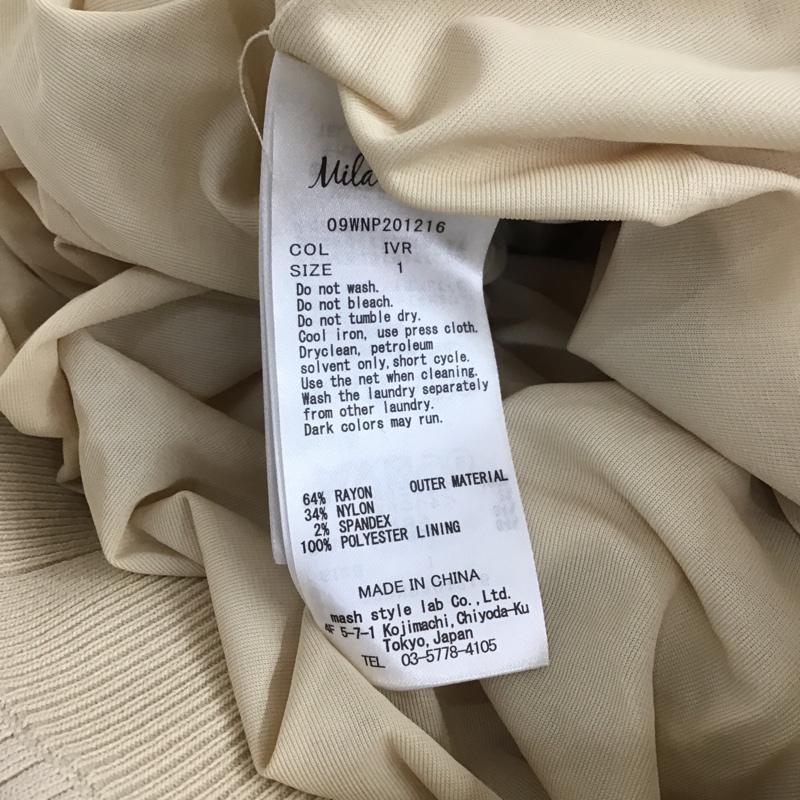 Mila
09WNP201216
COL IVR
SIZE 1
Do not wash.
Do not bleach.
Do not tumble dry.
Cool iron, use press cloth.
Dryclean, petroleum
solvent only,short cycle.
Use the net when cleaning.
Wash the laundry separately
from other laundry.
Dark colors may run.
64% RAYON OUTER MATERIAL
34% NYLON
2% SPANDEX
100% POLYESTER LINING
MADE IN CHINA
mash style lab Co.,Ltd.
4F 5-7-1 Kojimachi,Chiyoda-Ku
Tokyo,Japan
TEL 03-5778-4105